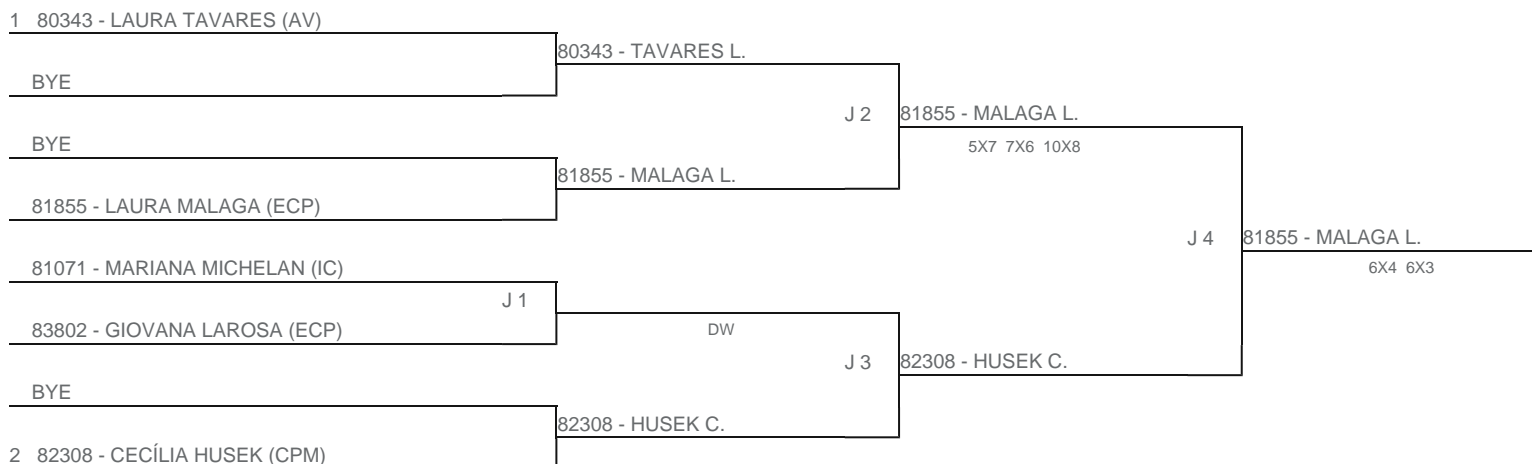 1 80343 - LAURA TAVARES (AV)
80343 - TAVARES L.
BYE
J 2
81855 - MALAGA L.
5X7 7X6 10X8
BYE
81855 - MALAGA L.
81855 - LAURA MALAGA (ECP)
J 4
81855 - MALAGA L.
6X4 6X3
81071 - MARIANA MICHELAN (IC)
J 1
83802 - GIOVANA LAROSA (ECP)
DW
J 3
82308 - HUSEK C.
BYE
82308 - HUSEK C.
2 82308 - CECÍLIA HUSEK (CPM)